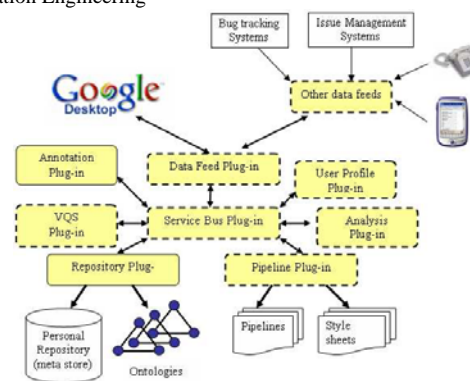 ation Engineering
Bug tracking
Systems
Issue Management
Systems
Google
Desktop
Other data feeds
Annotation
Plug-in
Data Feed Plug-in
User Profile
Plug-in
VQS
Plug-in
Service Bus Plug-in
Analysis
Plug-in
Repository Plug-
Pipeline Plug-in
Personal
Repository
(meta store)
Ontologies
Pipelines
Style
sheets